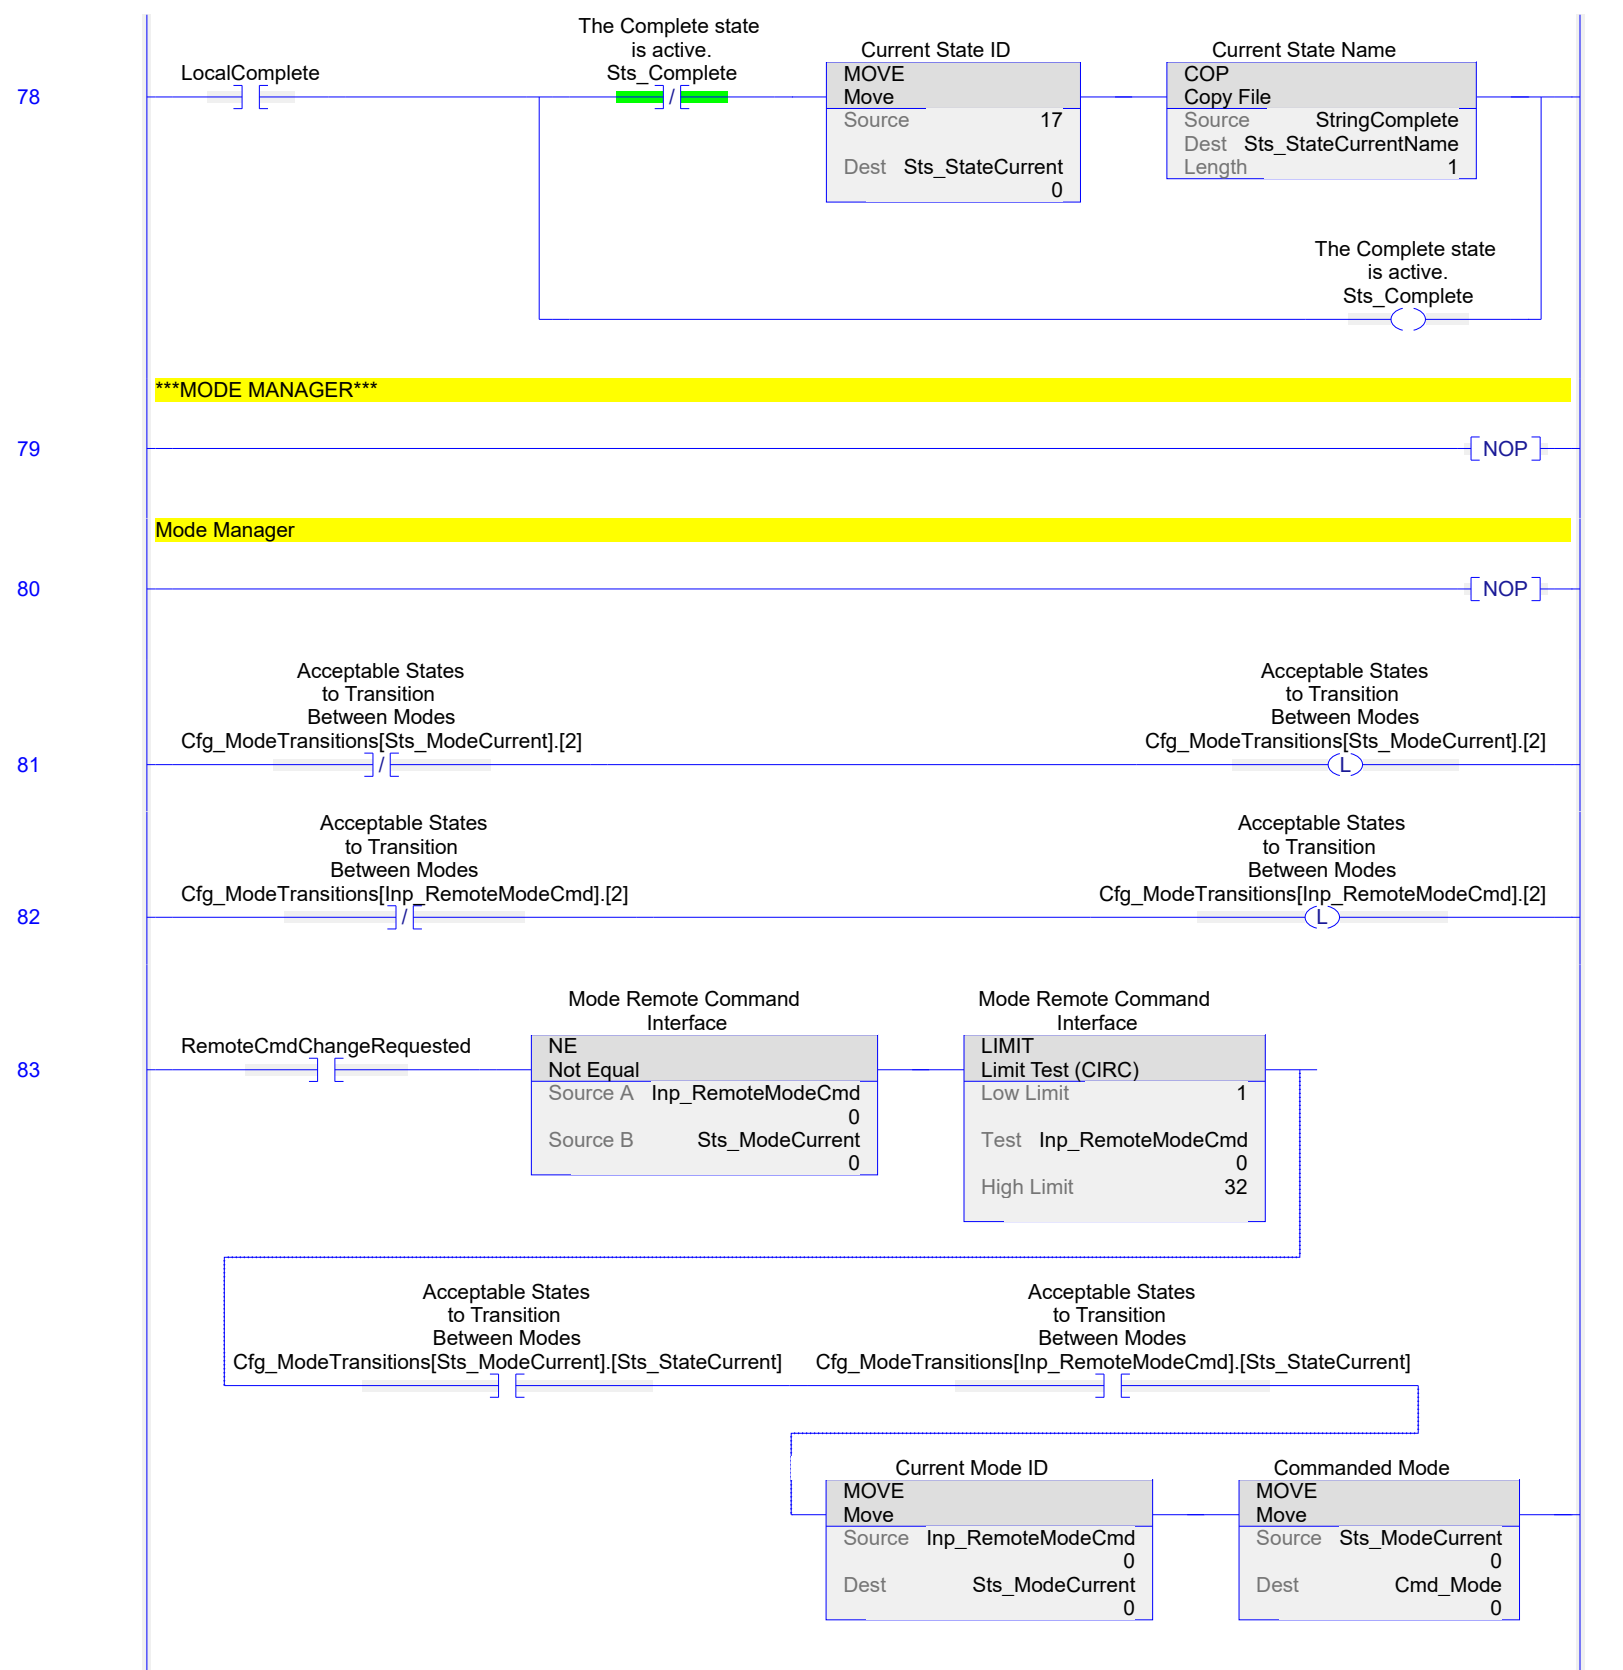 The Complete state
is active.
Sts_Complete
Current State ID
Current State Name
LocalComplete
MOVE
Move
Source 17
Dest Sts_StateCurrent
0
COP
Copy File
Source StringComplete
Dest Sts_StateCurrentName
Length 1
78
/
The Complete state
is active.
Sts_Complete
***MODE MANAGER***
79
NOP
Mode Manager
80
NOP
Acceptable States
to Transition
Between Modes
Cfg_ModeTransitions[Sts_ModeCurrent].[2]
Acceptable States
to Transition
Between Modes
Cfg_ModeTransitions[Sts_ModeCurrent].[2]
81
/
L
Acceptable States
to Transition
Between Modes
Cfg_ModeTransitions[Inp_RemoteModeCmd].[2]
Acceptable States
to Transition
Between Modes
Cfg_ModeTransitions[Inp_RemoteModeCmd].[2]
82
/
L
Mode Remote Command
Interface
Mode Remote Command
Interface
RemoteCmdChangeRequested
83
NE
Not Equal
Source A Inp_RemoteModeCmd
0
Source B Sts_ModeCurrent
0
LIMIT
Limit Test (CIRC)
Low Limit 1
Test Inp_RemoteModeCmd
0
High Limit 32
Acceptable States
to Transition
Between Modes
Cfg_ModeTransitions[Sts_ModeCurrent].[Sts_StateCurrent]
Acceptable States
to Transition
Between Modes
Cfg_ModeTransitions[Inp_RemoteModeCmd].[Sts_StateCurrent]
Current Mode ID
MOVE
Move
Source Inp_RemoteModeCmd
0
Dest Sts_ModeCurrent
0
Commanded Mode
MOVE
Move
Source Sts_ModeCurrent
0
Dest Cmd_Mode
0